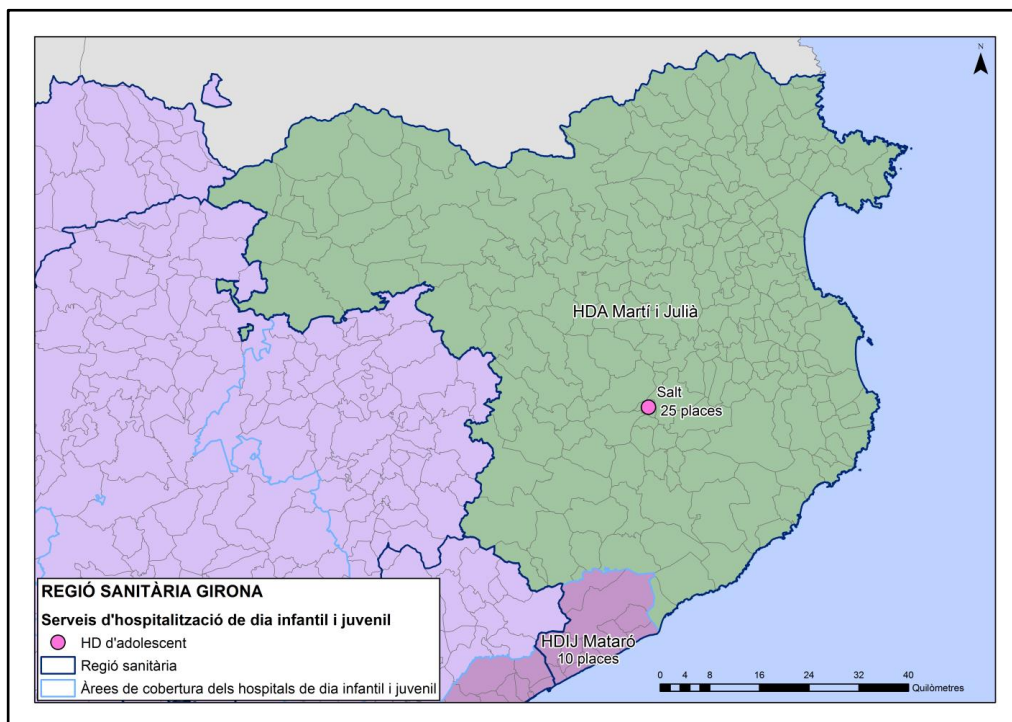 N
HDA Martí i Julià
Salt
25 places
HDIJ Mataró
10 places
REGIÓ SANITÀRIA GIRONA
Serveis d'hospitalització de dia infantil i juvenil
HD d'adolescent
Regió sanitària
Àrees de cobertura dels hospitals de dia infantil i juvenil
0 4 8 16 24 32 40
Quilòmetres